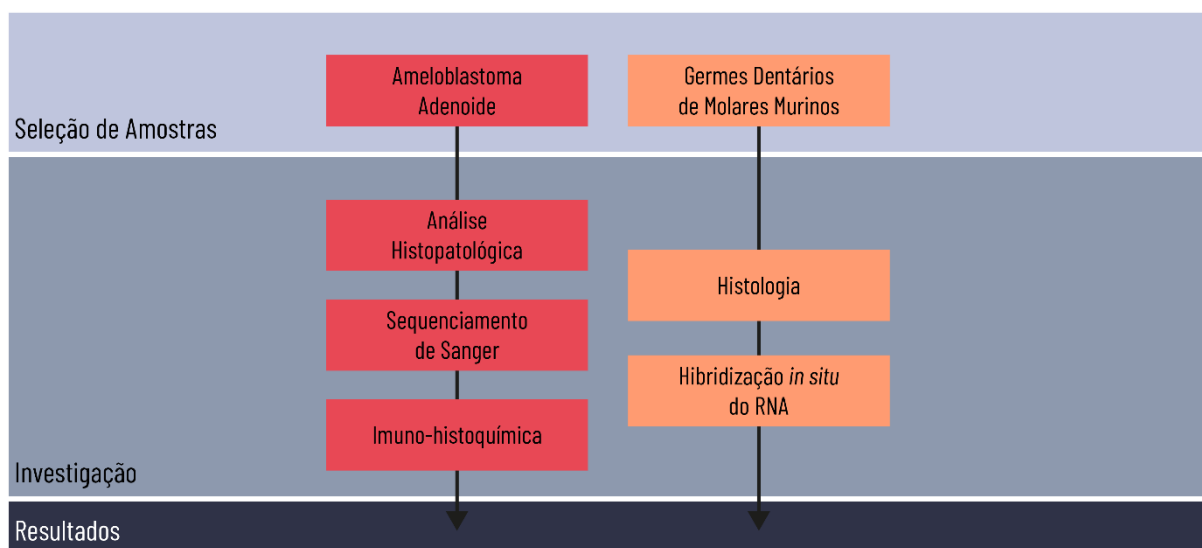 Ameloblastoma
Adenoide
Germes Dentários
de Molares Murinos
Seleção de Amostras
Análise
Histopatológica
Sequenciamento
de Sanger
Imuno-histoquímica
Histologia
Hibridização in situ
do RNA
Investigação
Resultados